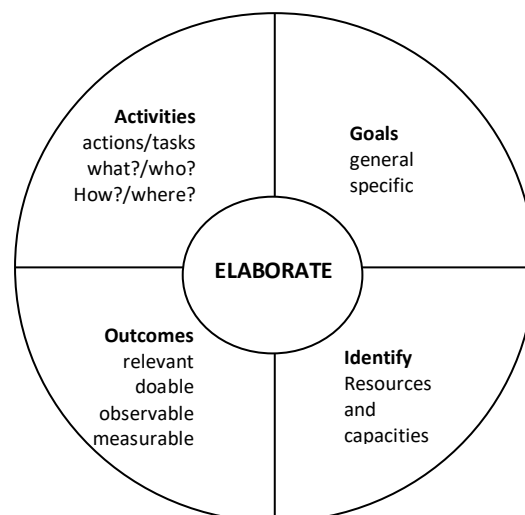 Activities
actions/tasks
what?/who?
How?/where?
Goals
general
specific
ELABORATE
Outcomes
relevant
doable
observable
measurable
Identify
Resources
and
capacities